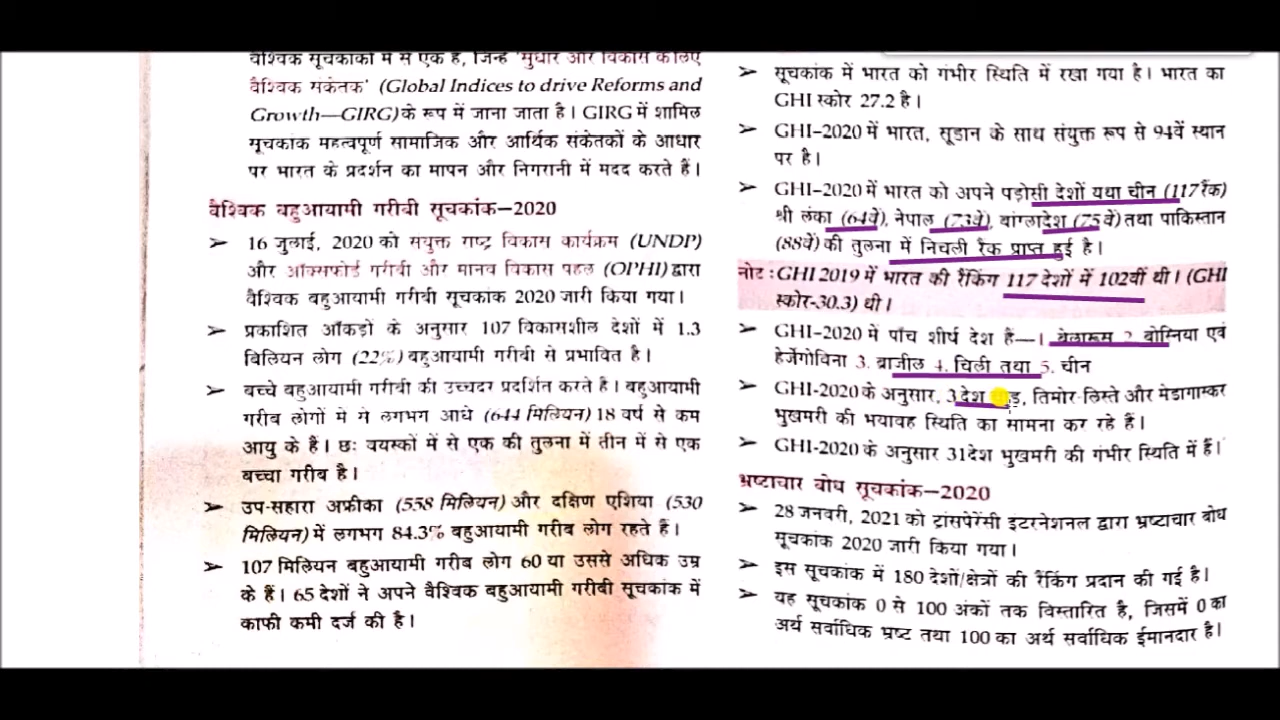 वैश्विक सूचकांकों में से एक है, जिन्हें 'सुधार और विकास के लिए
वैश्विक संकेतक' (Global Indices to drive Reforms and
Growth—GIRG) के रूप में जाना जाता है। GIRG में शामिल
सूचकांक महत्वपूर्ण सामाजिक और आर्थिक संकेतकों के आधार
पर भारत के प्रदर्शन का मापन और निगरानी में मदद करते हैं।
वैश्विक बहुआयामी गरीबी सूचकांक–2020
➢ 16 जुलाई, 2020 को संयुक्त राष्ट्र विकास कार्यक्रम (UNDP)
और ऑक्सफोर्ड गरीबी और मानव विकास पहल (OPHI) द्वारा
वैश्विक बहुआयामी गरीबी सूचकांक 2020 जारी किया गया।
➢ प्रकाशित आँकड़ों के अनुसार 107 विकासशील देशों में 1.3
बिलियन लोग (22%) बहुआयामी गरीबी से प्रभावित है।
➢ बच्चे बहुआयामी गरीबी की उच्चदर प्रदर्शित करते है। बहुआयामी
गरीब लोगों में से लगभग आधे (644 मिलियन) 18 वर्ष से कम
आयु के हैं। छः वयस्कों में से एक की तुलना में तीन में से एक
बच्चा गरीब है।
➢ उप-सहारा अफ्रीका (558 मिलियन) और दक्षिण एशिया (530
मिलियन) में लगभग 84.3% बहुआयामी गरीब लोग रहते हैं।
➢ 107 मिलियन बहुआयामी गरीब लोग 60 या उससे अधिक उम्र
के हैं। 65 देशों ने अपने वैश्विक बहुआयामी गरीबी सूचकांक में
काफी कमी दर्ज की है।
➢ सूचकांक में भारत को गंभीर स्थिति में रखा गया है। भारत का
GHI स्कोर 27.2 है।
➢ GHI–2020 में भारत, सूडान के साथ संयुक्त रूप से 94वें स्थान
पर है।
➢ GHI–2020 में भारत को अपने पड़ोसी देशों यथा चीन (117 रैंक)
श्री लंका (64वें), नेपाल (73वें), बांग्लादेश (75वें) तथा पाकिस्तान
(88वें) की तुलना में निचली रैंक प्राप्त हुई है।
नोट : GHI 2019 में भारत की रैंकिंग 117 देशों में 102वीं थी। (GHI
स्कोर-30.3) थी।
➢ GHI–2020 में पाँच शीर्ष देश हैं—1. बेलारूस 2. बोस्निया एवं
हेर्जेगोविना 3. ब्राजील 4. चिली तथा 5. चीन
➢ GHI-2020 के अनुसार, 3 देश तिमोर-लिस्ते और मेडागास्कर
भुखमरी की भयावह स्थिति का सामना कर रहे हैं।
➢ GHI–2020 के अनुसार 31 देश भुखमरी की गंभीर स्थिति में हैं।
भ्रष्टाचार बोध सूचकांक–2020
➢ 28 जनवरी, 2021 को ट्रांसपेरेंसी इंटरनेशनल द्वारा भ्रष्टाचार बोध
सूचकांक 2020 जारी किया गया।
➢ इस सूचकांक में 180 देशों/क्षेत्रों की रैंकिंग प्रदान की गई है।
➢ यह सूचकांक 0 से 100 अंकों तक विस्तारित है, जिसमें 0 का
अर्थ सर्वाधिक भ्रष्ट तथा 100 का अर्थ सर्वाधिक ईमानदार है।